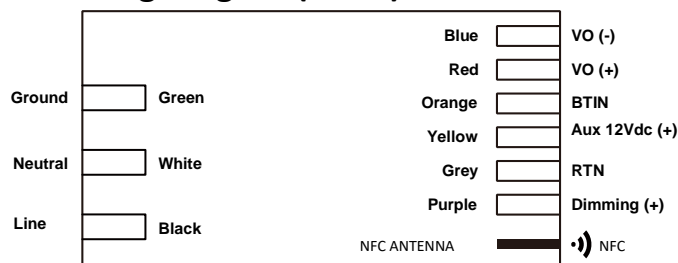 Blue VO (-)
Red VO (+)
Ground Green Orange BTIN
Yellow Aux 12Vdc (+)
Neutral White Grey RTN
Purple Dimming (+)
Line Black
NFC ANTENNA NFC